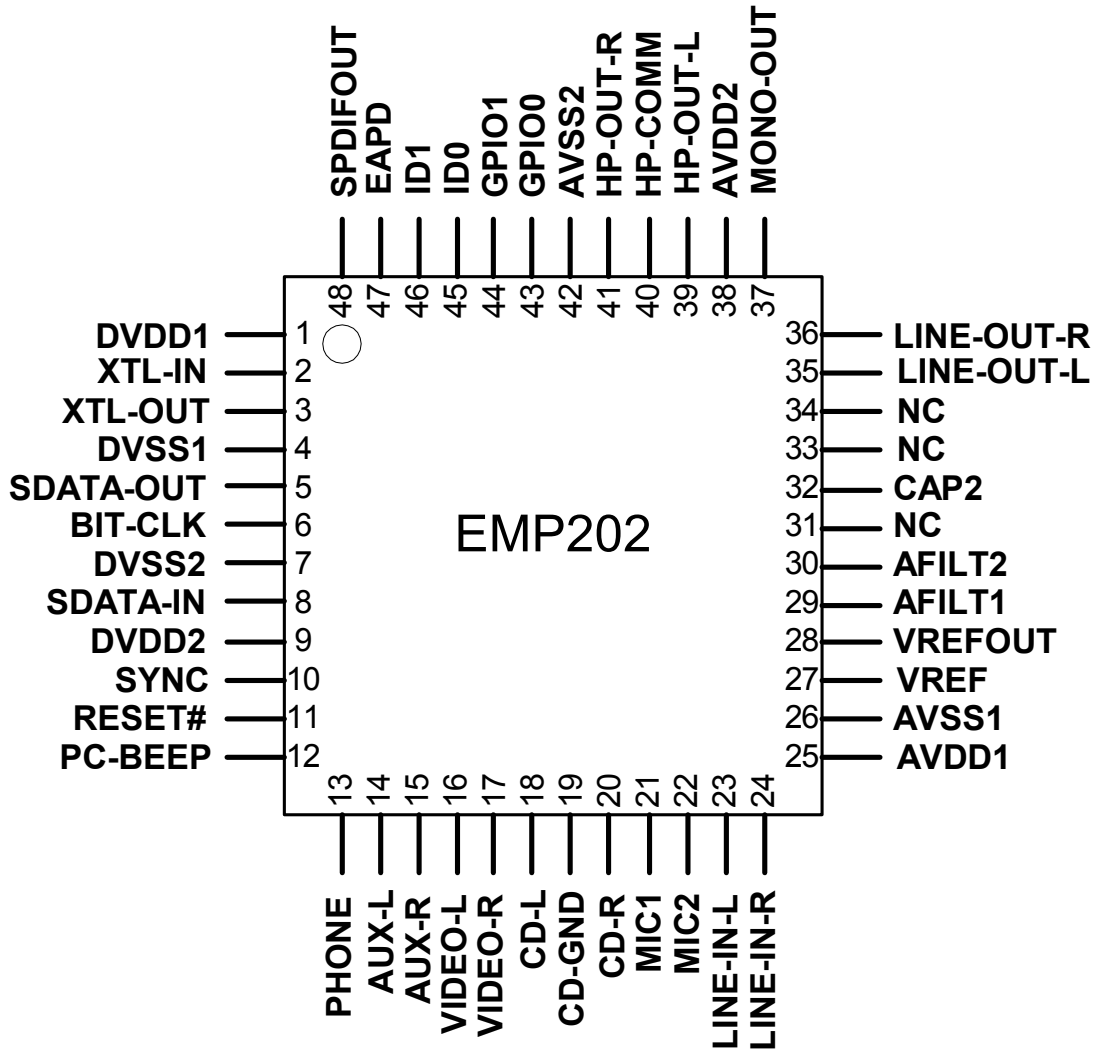 SPDIFOUT
EAPD
ID1
ID0
GPIO1
GPIO0
AVSS2
HP-OUT-R
HP-COMM
HP-OUT-L
AVDD2
MONO-OUT
48
47
46
45
44
43
42
41
40
39
38
37
DVDD1 1
XTL-IN 2
XTL-OUT 3
DVSS1 4
SDATA-OUT 5
BIT-CLK 6
DVSS2 7
SDATA-IN 8
DVDD2 9
SYNC 10
RESET# 11
PC-BEEP 12
EMP202
36 LINE-OUT-R
35 LINE-OUT-L
34 NC
33 NC
32 CAP2
31 NC
30 AFILT2
29 AFILT1
28 VREFOUT
27 VREF
26 AVSS1
25 AVDD1
13
14
15
16
17
18
19
20
21
22
23
24
PHONE
AUX-L
AUX-R
VIDEO-L
VIDEO-R
CD-L
CD-GND
CD-R
MIC1
MIC2
LINE-IN-L
LINE-IN-R